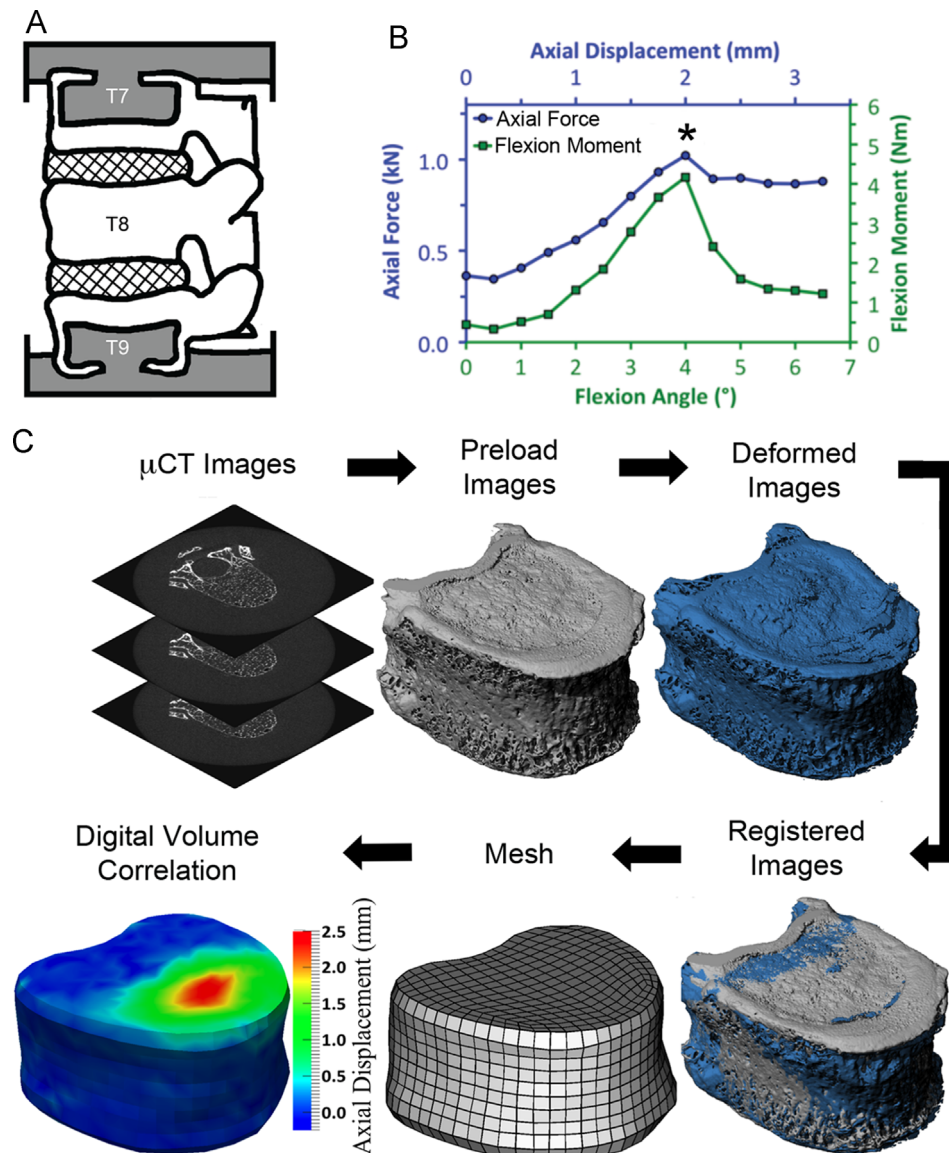 A
T7
T8
T9
B
Axial Displacement (mm)
0 1 2 3
Axial Force
Flexion Moment
*
Axial Force (kN)
1.0
0.5
0.0
6
5
4
3
2
1
0
Flexion Moment (Nm)
0 1 2 3 4 5 6 7
Flexion Angle (°)
C
μCT Images
Preload
Images
Deformed
Images
Digital Volume
Correlation
Mesh
Registered
Images
2.5
2.0
1.5
1.0
0.5
0.0
Axial Displacement (mm)